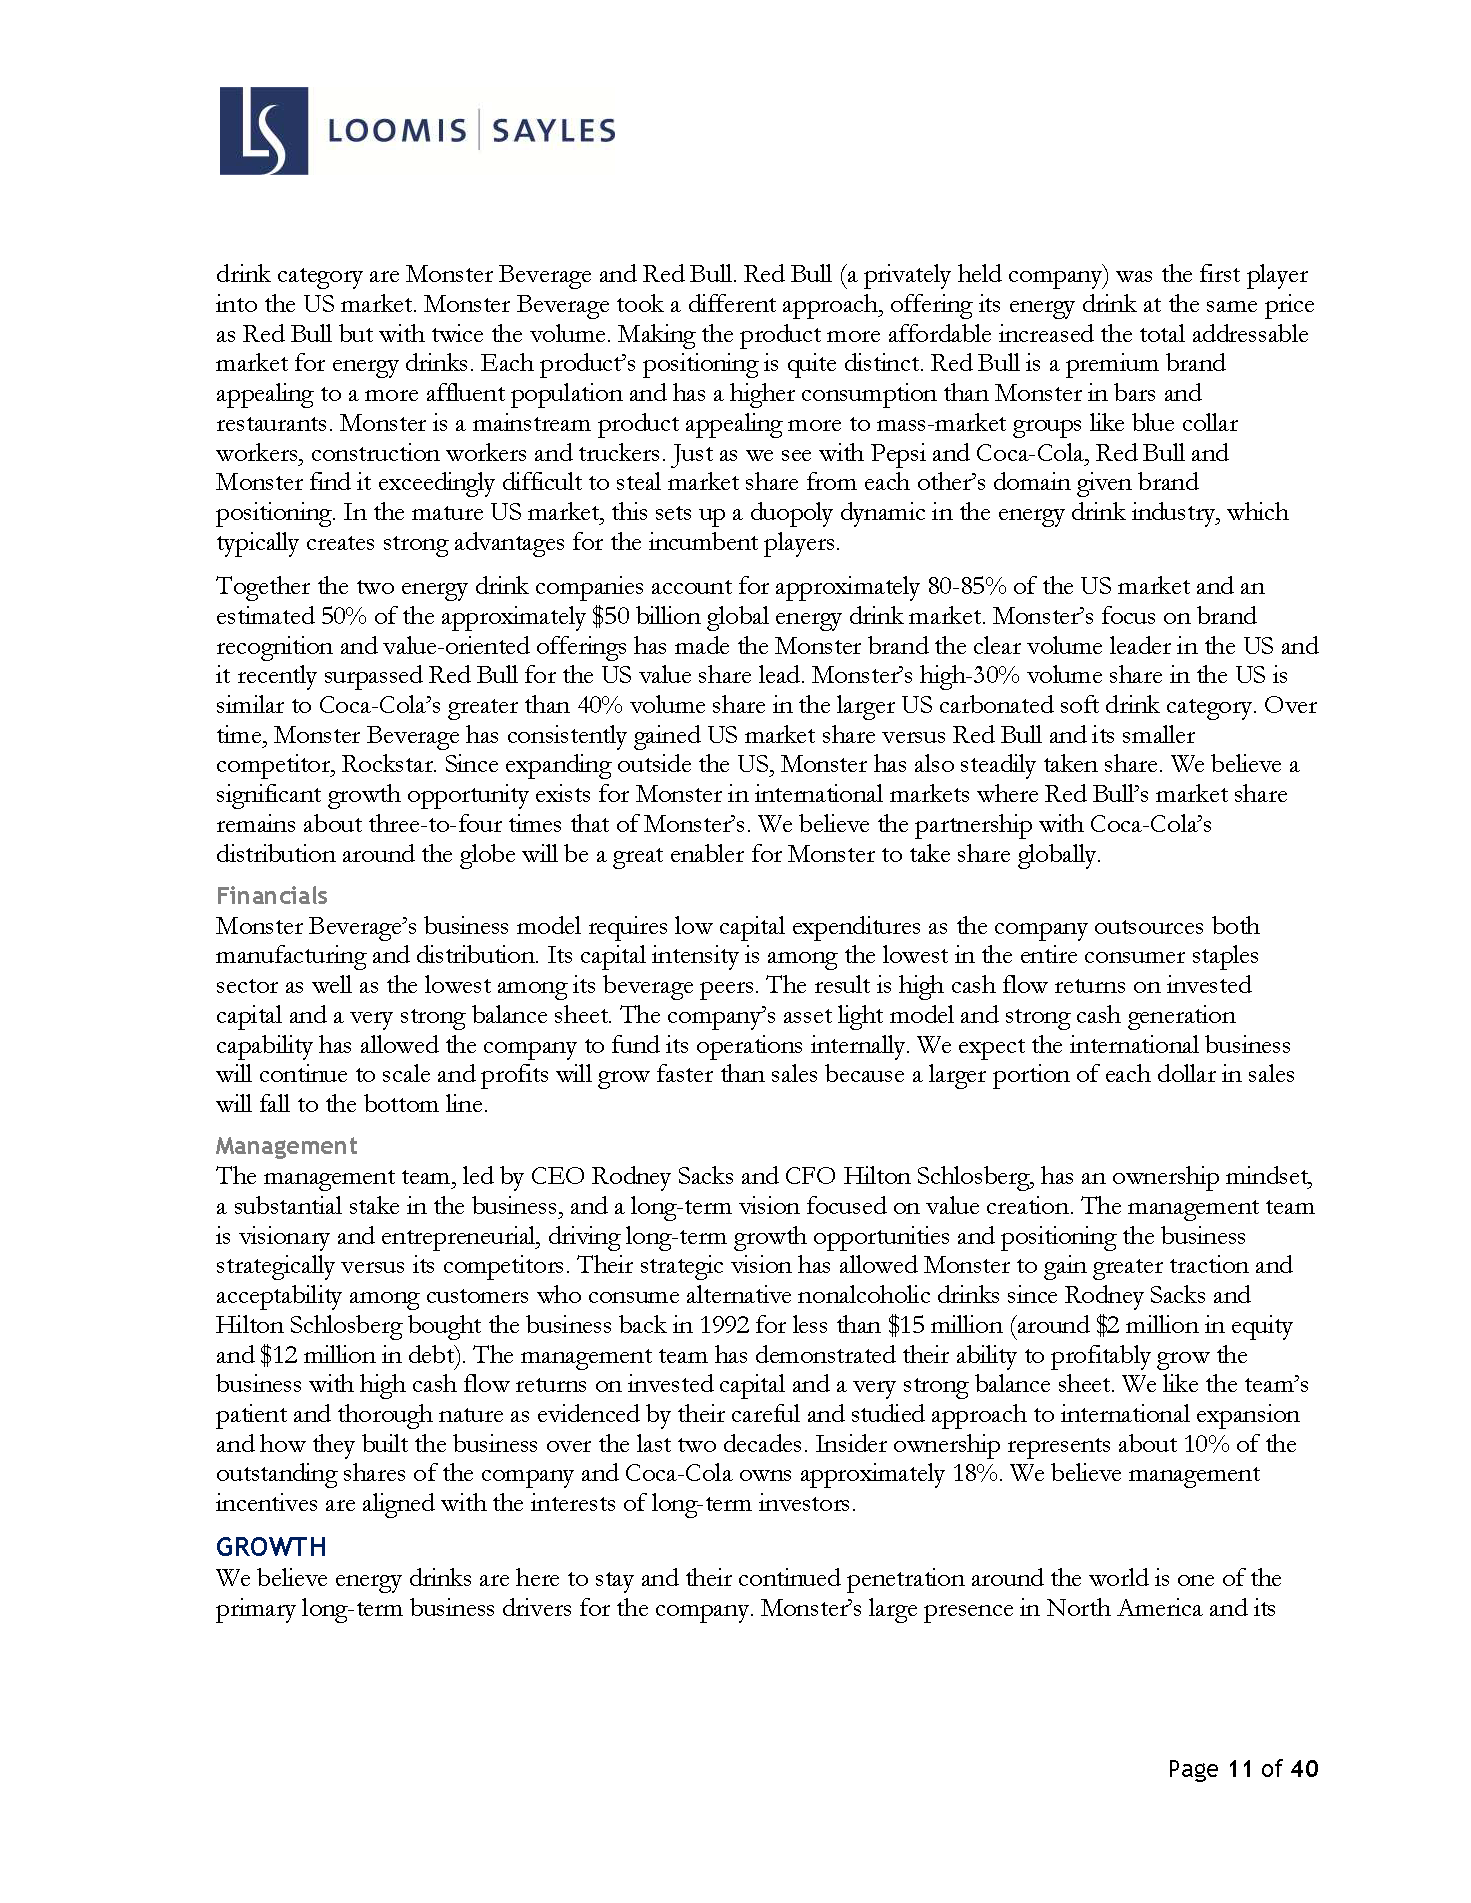 LS LOOMIS | SAYLES
drink category are Monster Beverage and Red Bull. Red Bull (a privately held company) was the first player
into the US market. Monster Beverage took a different approach, offering its energy drink at the same price
as Red Bull but with twice the volume. Making the product more affordable increased the total addressable
market for energy drinks. Each product’s positioning is quite distinct. Red Bull is a premium brand
appealing to a more affluent population and has a higher consumption than Monster in bars and
restaurants. Monster is a mainstream product appealing more to mass-market groups like blue collar
workers, construction workers and truckers. Just as we see with Pepsi and Coca-Cola, Red Bull and
Monster find it exceedingly difficult to steal market share from each other’s domain given brand
positioning. In the mature US market, this sets up a duopoly dynamic in the energy drink industry, which
typically creates strong advantages for the incumbent players.
Together the two energy drink companies account for approximately 80-85% of the US market and an
estimated 50% of the approximately $50 billion global energy drink market. Monster’s focus on brand
recognition and value-oriented offerings has made the Monster brand the clear volume leader in the US and
it recently surpassed Red Bull for the US value share lead. Monster’s high-30% volume share in the US is
similar to Coca-Cola’s greater than 40% volume share in the larger US carbonated soft drink category. Over
time, Monster Beverage has consistently gained US market share versus Red Bull and its smaller
competitor, Rockstar. Since expanding outside the US, Monster has also steadily taken share. We believe a
significant growth opportunity exists for Monster in international markets where Red Bull’s market share
remains about three-to-four times that of Monster’s. We believe the partnership with Coca-Cola’s
distribution around the globe will be a great enabler for Monster to take share globally.
Financials
Monster Beverage’s business model requires low capital expenditures as the company outsources both
manufacturing and distribution. Its capital intensity is among the lowest in the entire consumer staples
sector as well as the lowest among its beverage peers. The result is high cash flow returns on invested
capital and a very strong balance sheet. The company’s asset light model and strong cash generation
capability has allowed the company to fund its operations internally. We expect the international business
will continue to scale and profits will grow faster than sales because a larger portion of each dollar in sales
will fall to the bottom line.
Management
The management team, led by CEO Rodney Sacks and CFO Hilton Schlosberg, has an ownership mindset,
a substantial stake in the business, and a long-term vision focused on value creation. The management team
is visionary and entrepreneurial, driving long-term growth opportunities and positioning the business
strategically versus its competitors. Their strategic vision has allowed Monster to gain greater traction and
acceptability among customers who consume alternative nonalcoholic drinks since Rodney Sacks and
Hilton Schlosberg bought the business back in 1992 for less than $15 million (around $2 million in equity
and $12 million in debt). The management team has demonstrated their ability to profitably grow the
business with high cash flow returns on invested capital and a very strong balance sheet. We like the team’s
patient and thorough nature as evidenced by their careful and studied approach to international expansion
and how they built the business over the last two decades. Insider ownership represents about 10% of the
outstanding shares of the company and Coca-Cola owns approximately 18%. We believe management
incentives are aligned with the interests of long-term investors.
GROWTH
We believe energy drinks are here to stay and their continued penetration around the world is one of the
primary long-term business drivers for the company. Monster’s large presence in North America and its
Page 11 of 40